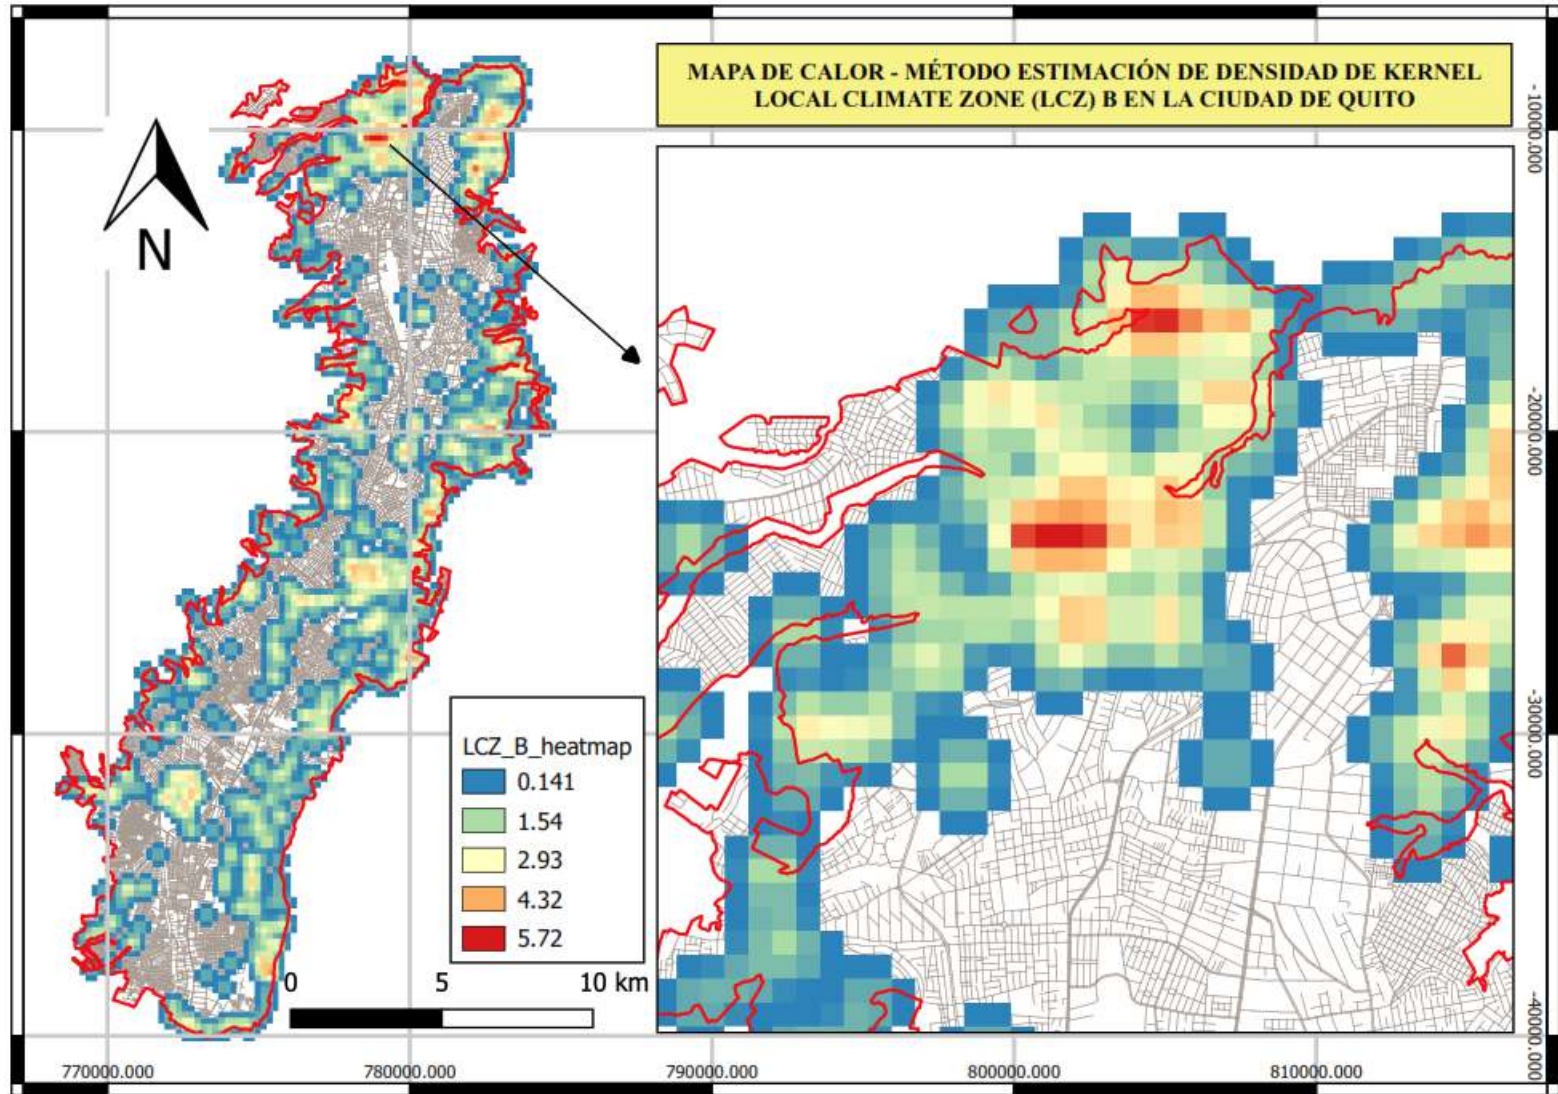 MAPA DE CALOR - MÉTODO ESTIMACIÓN DE DENSIDAD DE KERNEL
LOCAL CLIMATE ZONE (LCZ) B EN LA CIUDAD DE QUITO
N
LCZ_B_heatmap
0.141
1.54
2.93
4.32
5.72
0 5 10 km
-10000.000
-20000.000
-30000.000
-40000.000
770000.000 780000.000 790000.000 800000.000 810000.000